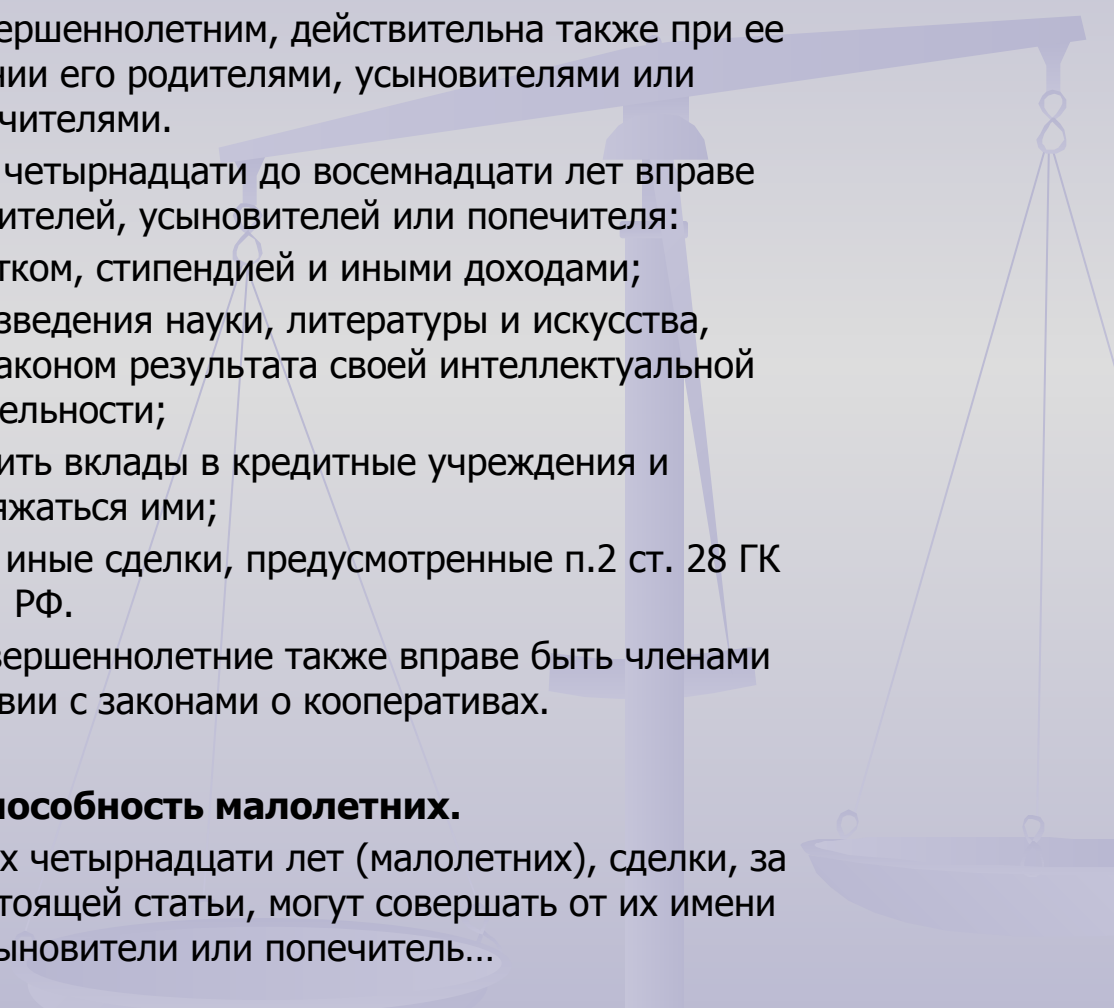 ершеннолетним, действительна также при ее
нии его родителями, усыновителями или
чителями.
четырнадцати до восемнадцати лет вправе
ителей, усыновителей или попечителя:
тком, стипендией и иными доходами;
зведения науки, литературы и искусства,
аконом результата своей интеллектуальной
ельности;
ить вклады в кредитные учреждения и
яжаться ими;
иные сделки, предусмотренные п.2 ст. 28 ГК
РФ.
вершеннолетние также вправе быть членами
вии с законами о кооперативах.
пособность малолетних.
х четырнадцати лет (малолетних), сделки, за
тоящей статьи, могут совершать от их имени
ыновители или попечитель…